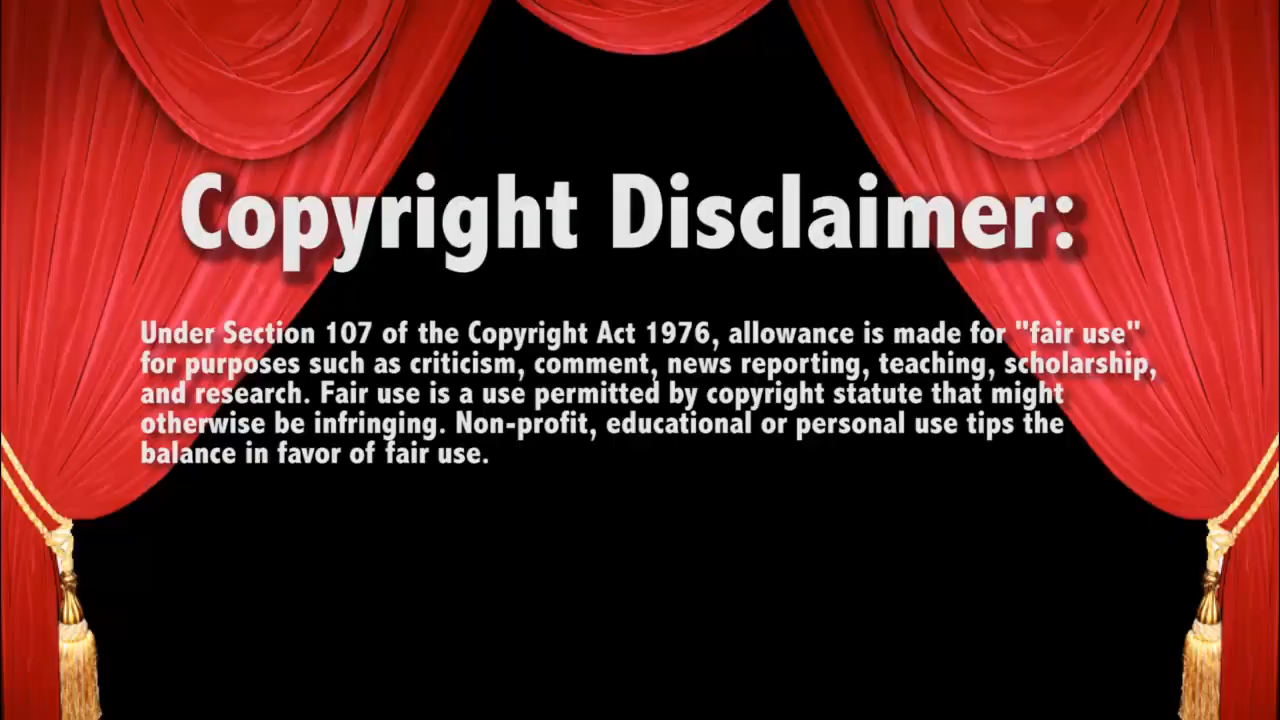 Copyright Disclaimer:
Under Section 107 of the Copyright Act 1976, allowance is made for "fair use"
for purposes such as criticism, comment, news reporting, teaching, scholarship,
and research. Fair use is a use permitted by copyright statute that might
otherwise be infringing. Non-profit, educational or personal use tips the
balance in favor of fair use.